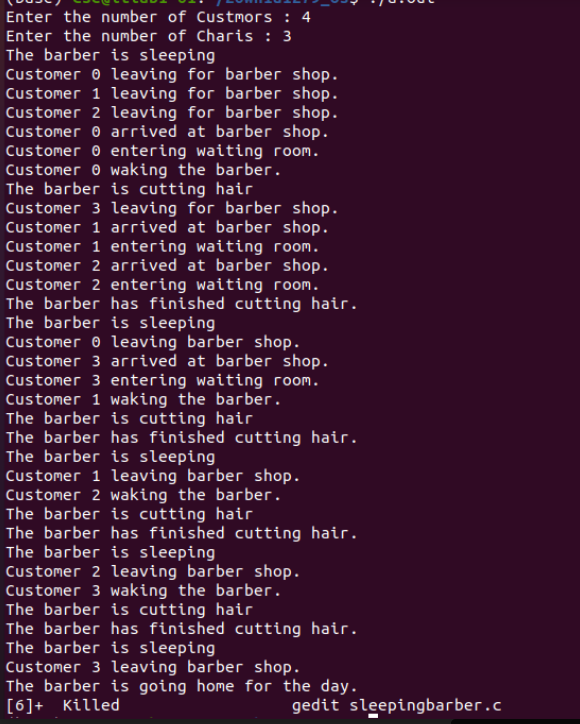 Enter the number of Custmors : 4
Enter the number of Charis : 3
The barber is sleeping
Customer 0 leaving for barber shop.
Customer 1 leaving for barber shop.
Customer 2 leaving for barber shop.
Customer 0 arrived at barber shop.
Customer 0 entering waiting room.
Customer 0 waking the barber.
The barber is cutting hair
Customer 3 leaving for barber shop.
Customer 1 arrived at barber shop.
Customer 1 entering waiting room.
Customer 2 arrived at barber shop.
Customer 2 entering waiting room.
The barber has finished cutting hair.
The barber is sleeping
Customer 0 leaving barber shop.
Customer 3 arrived at barber shop.
Customer 3 entering waiting room.
Customer 1 waking the barber.
The barber is cutting hair
The barber has finished cutting hair.
The barber is sleeping
Customer 1 leaving barber shop.
Customer 2 waking the barber.
The barber is cutting hair
The barber has finished cutting hair.
The barber is sleeping
Customer 2 leaving barber shop.
Customer 3 waking the barber.
The barber is cutting hair
The barber has finished cutting hair.
The barber is sleeping
Customer 3 leaving barber shop.
The barber is going home for the day.
[6]+  Killed                  gedit sleepingbarber.c